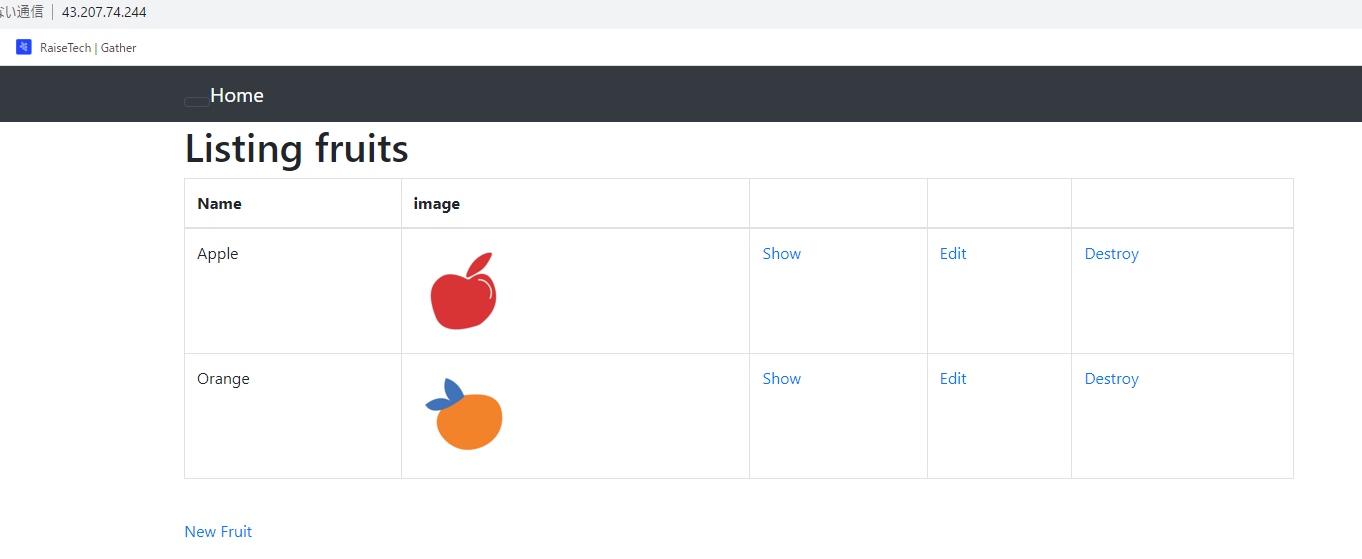 ない通信 43.207.74.244
RaiseTech | Gather
Home
Listing fruits
Name image
Apple Show Edit Destroy
Orange Show Edit Destroy
New Fruit